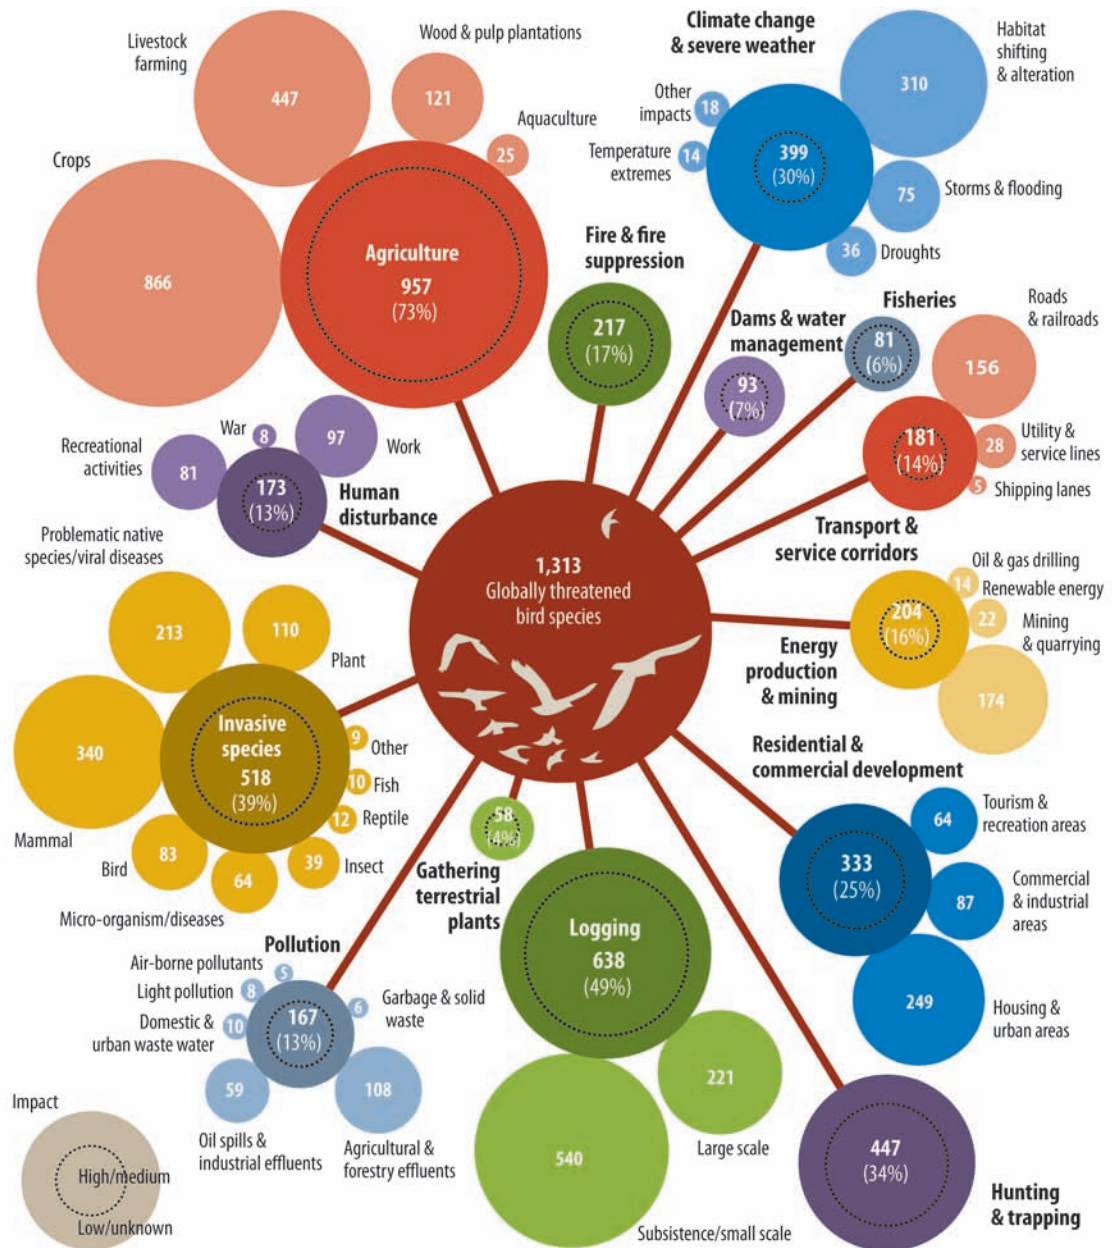 Livestock
farming
447
Wood & pulp plantations
121
Aquaculture
25
Crops
866
Agriculture
957
(73%)
Climate change
& severe weather
Habitat
shifting
& alteration
310
Other
impacts
18
Temperature
extremes
14
399
(30%)
75
Storms & flooding
36
Droughts
Fire & fire
suppression
217
(17%)
Dams & water
management
93
(7%)
Fisheries
81
(6%)
Roads
& railroads
156
181
(14%)
28
Utility &
service lines
5
Shipping lanes
Transport &
service corridors
Recreational
activities
81
War
8
97
Work
173
(13%)
Human
disturbance
1,313
Globally threatened
bird species
Oil & gas drilling
14
Renewable energy
22
Mining
& quarrying
174
204
(16%)
Energy
production
& mining
Problematic native
species/viral diseases
213
110
Plant
340
Mammal
Invasive
species
518
(39%)
9
Other
10
Fish
12
Reptile
39
Insect
83
Bird
64
Micro-organism/diseases
Residential &
commercial development
333
(25%)
64
Tourism &
recreation areas
87
Commercial
& industrial
areas
249
Housing &
urban areas
58
(4%)
Gathering
terrestrial
plants
Pollution
Air-borne pollutants
5
Light pollution
8
Domestic &
urban waste water
10
167
(13%)
6
Garbage & solid
waste
59
Oil spills &
industrial effluents
108
Agricultural &
forestry effluents
Logging
638
(49%)
221
Large scale
540
Subsistence/small scale
447
(34%)
Hunting
& trapping
Impact
High/medium
Low/unknown